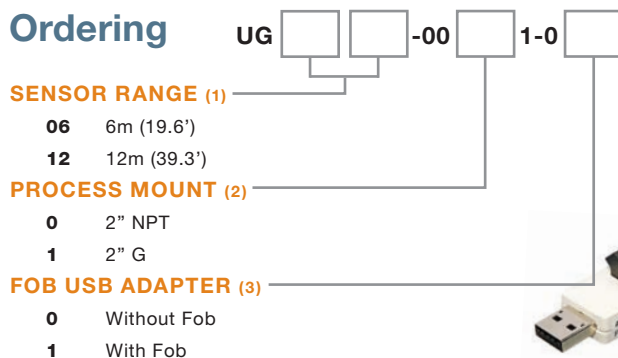 Ordering
UG -00 1-0
SENSOR RANGE (1)
06 6m (19.6’)
12 12m (39.3’)
PROCESS MOUNT (2)
0 2” NPT
1 2” G
FOB USB ADAPTER (3)
0 Without Fob
1 With Fob